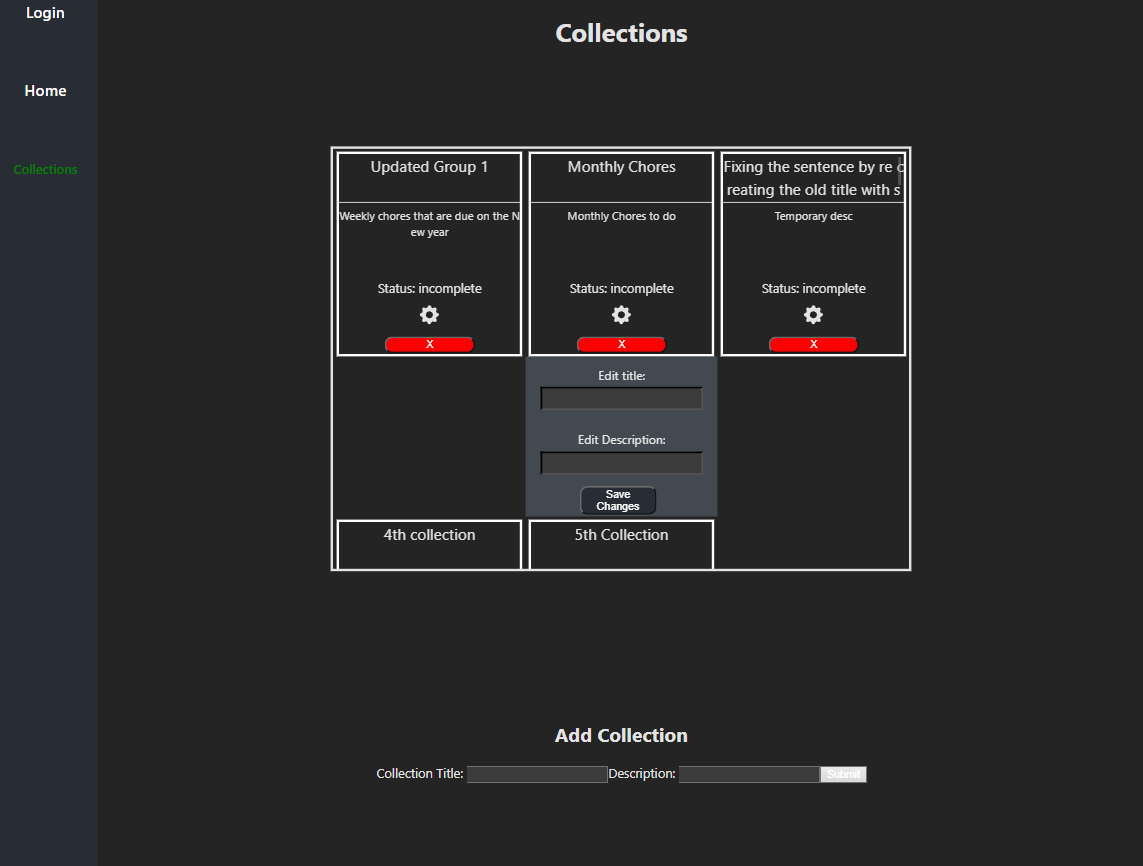 Login
Home
Collections
Collections
Updated Group 1
Weekly chores that are due on the N
ew year
Status: incomplete
X
Monthly Chores
Monthly Chores to do
Status: incomplete
X
Fixing the sentence by re c
reating the old title with s
Temporary desc
Status: incomplete
X
Edit title:
Edit Description:
Save
Changes
4th collection
5th Collection
Add Collection
Collection Title:
Description:
Submit